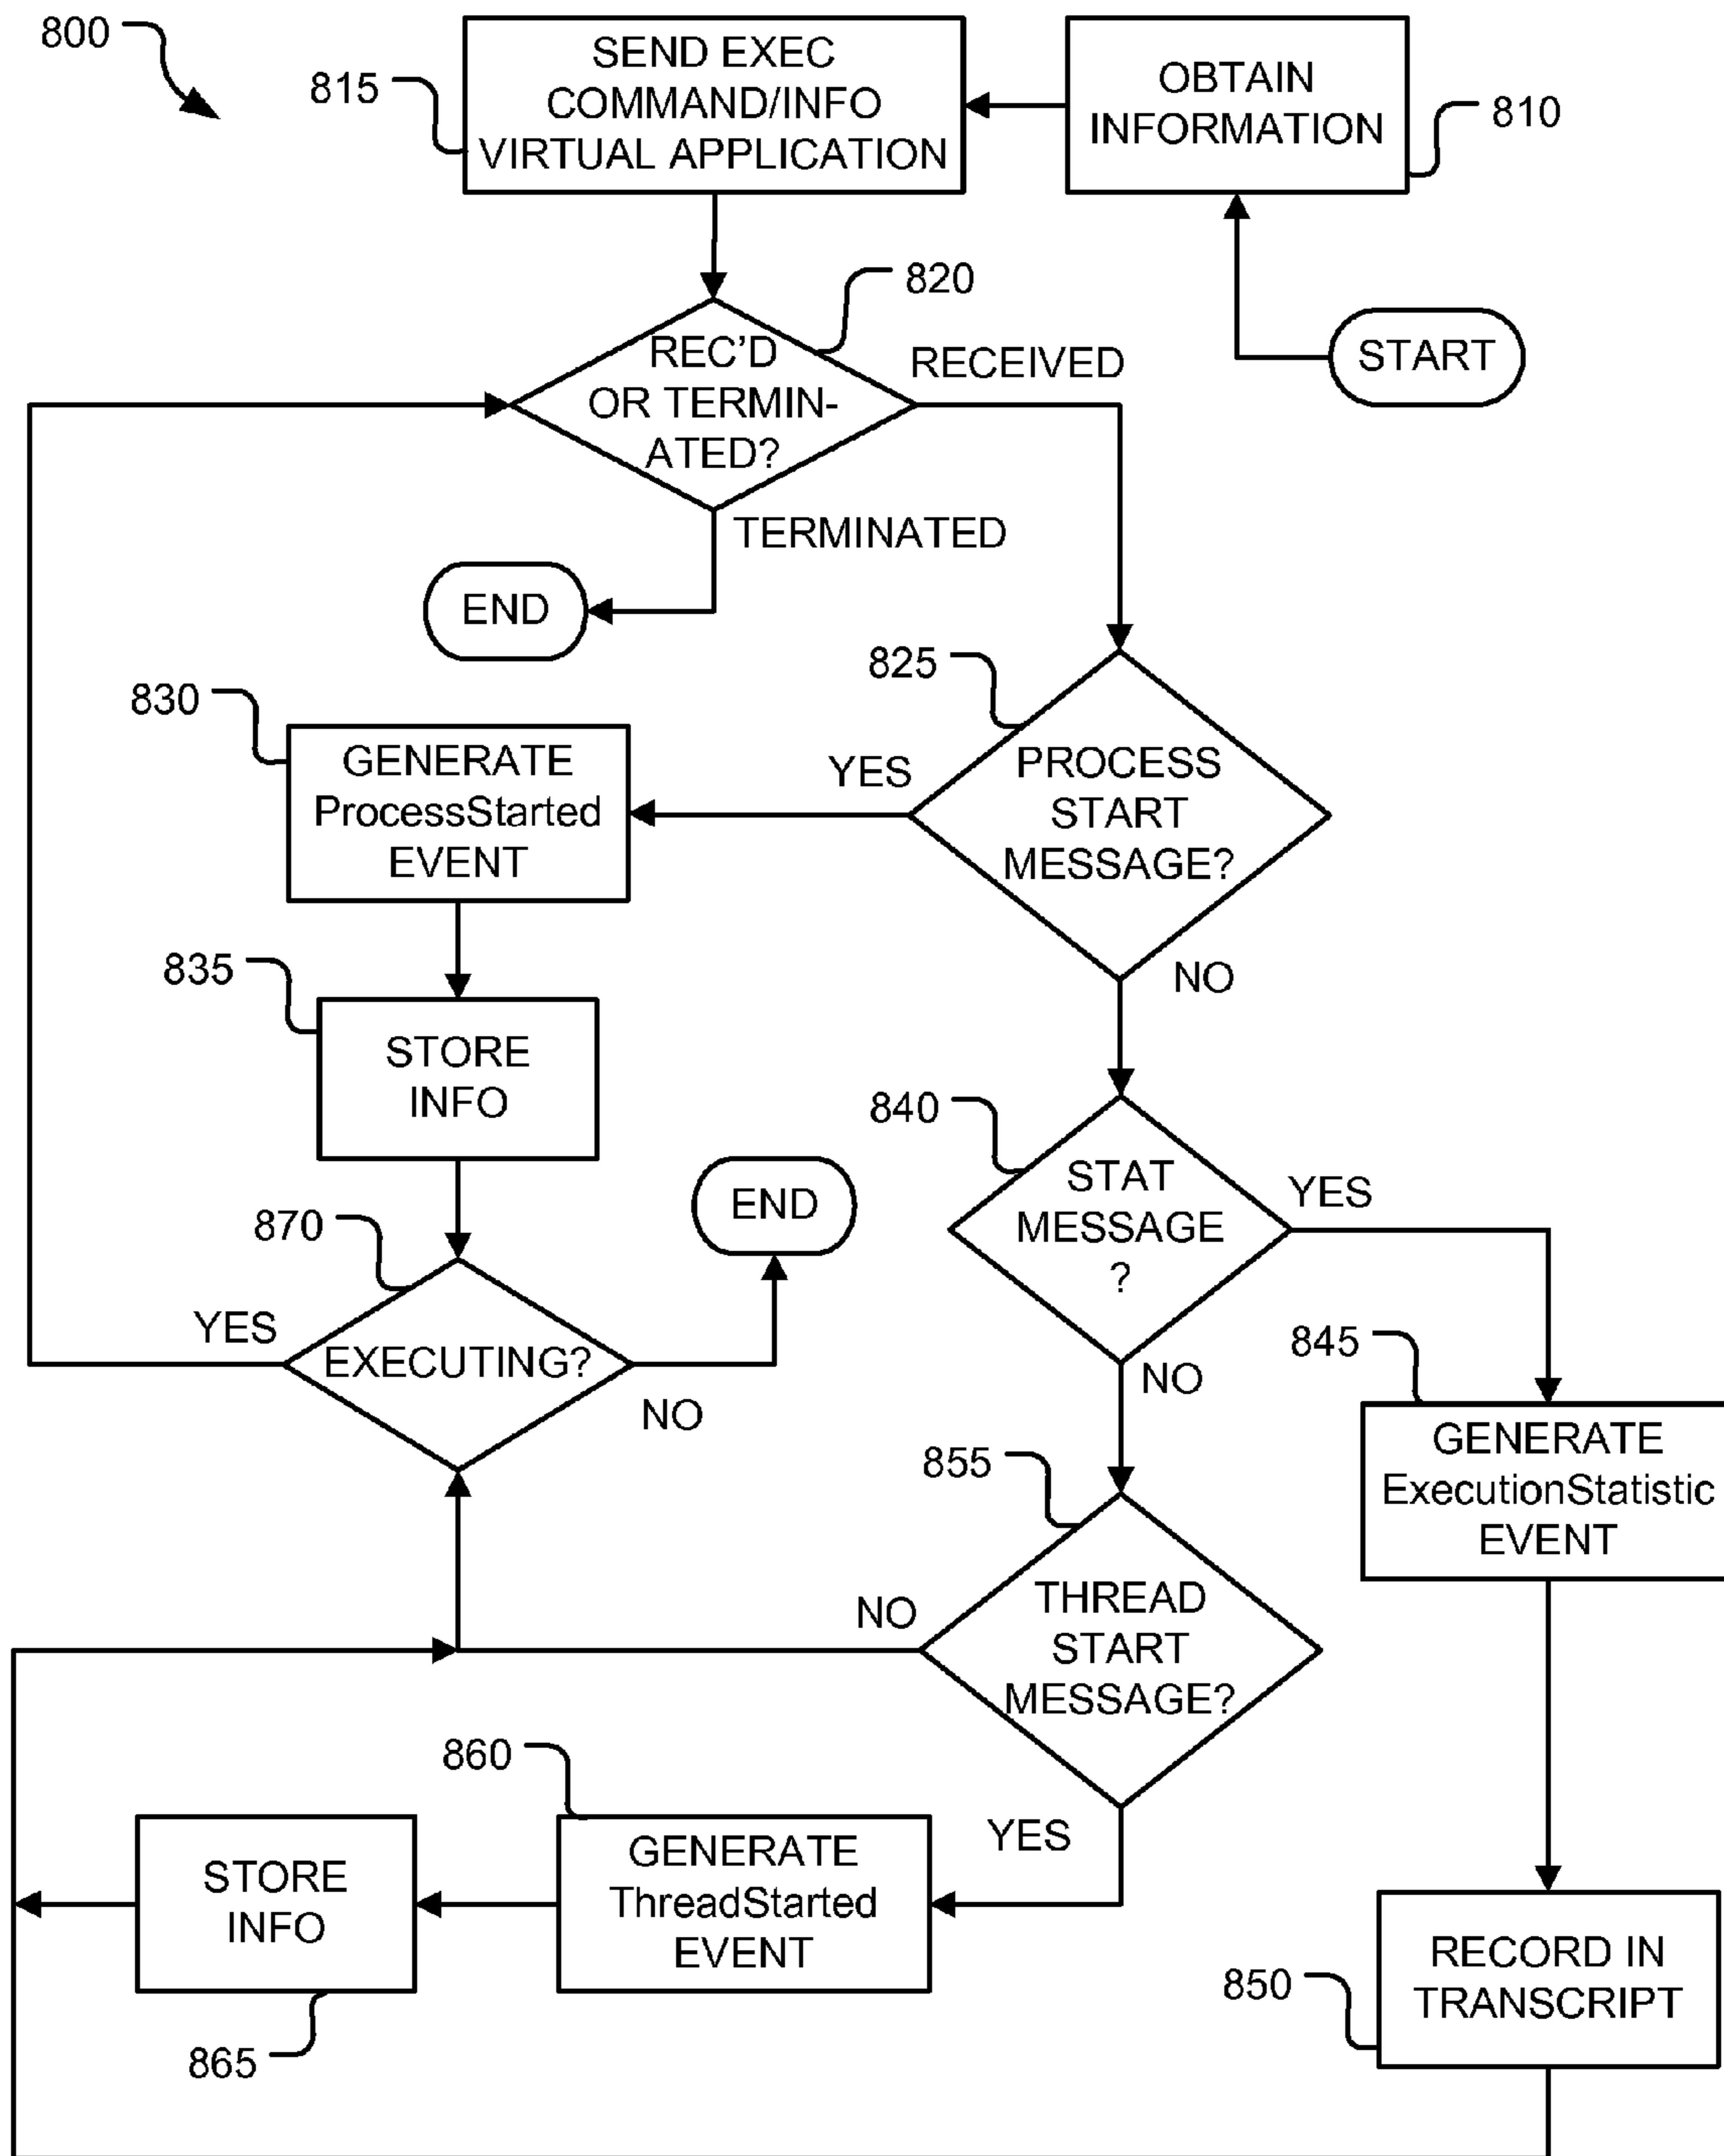 800
815
SEND EXEC
COMMAND/INFO
VIRTUAL APPLICATION
OBTAIN
INFORMATION
810
START
820
REC'D
OR TERMIN-
ATED?
RECEIVED
TERMINATED
END
825
PROCESS
START
MESSAGE?
YES
NO
830
GENERATE
ProcessStarted
EVENT
835
STORE
INFO
840
STAT
MESSAGE
?
YES
NO
870
EXECUTING?
YES
NO
END
845
GENERATE
ExecutionStatistic
EVENT
855
THREAD
START
MESSAGE?
NO
YES
860
GENERATE
ThreadStarted
EVENT
STORE
INFO
865
850
RECORD IN
TRANSCRIPT